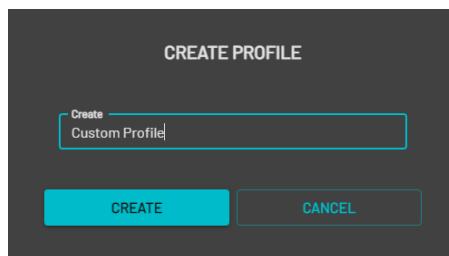 CREATE PROFILE
Create
Custom Profile
CREATE
CANCEL